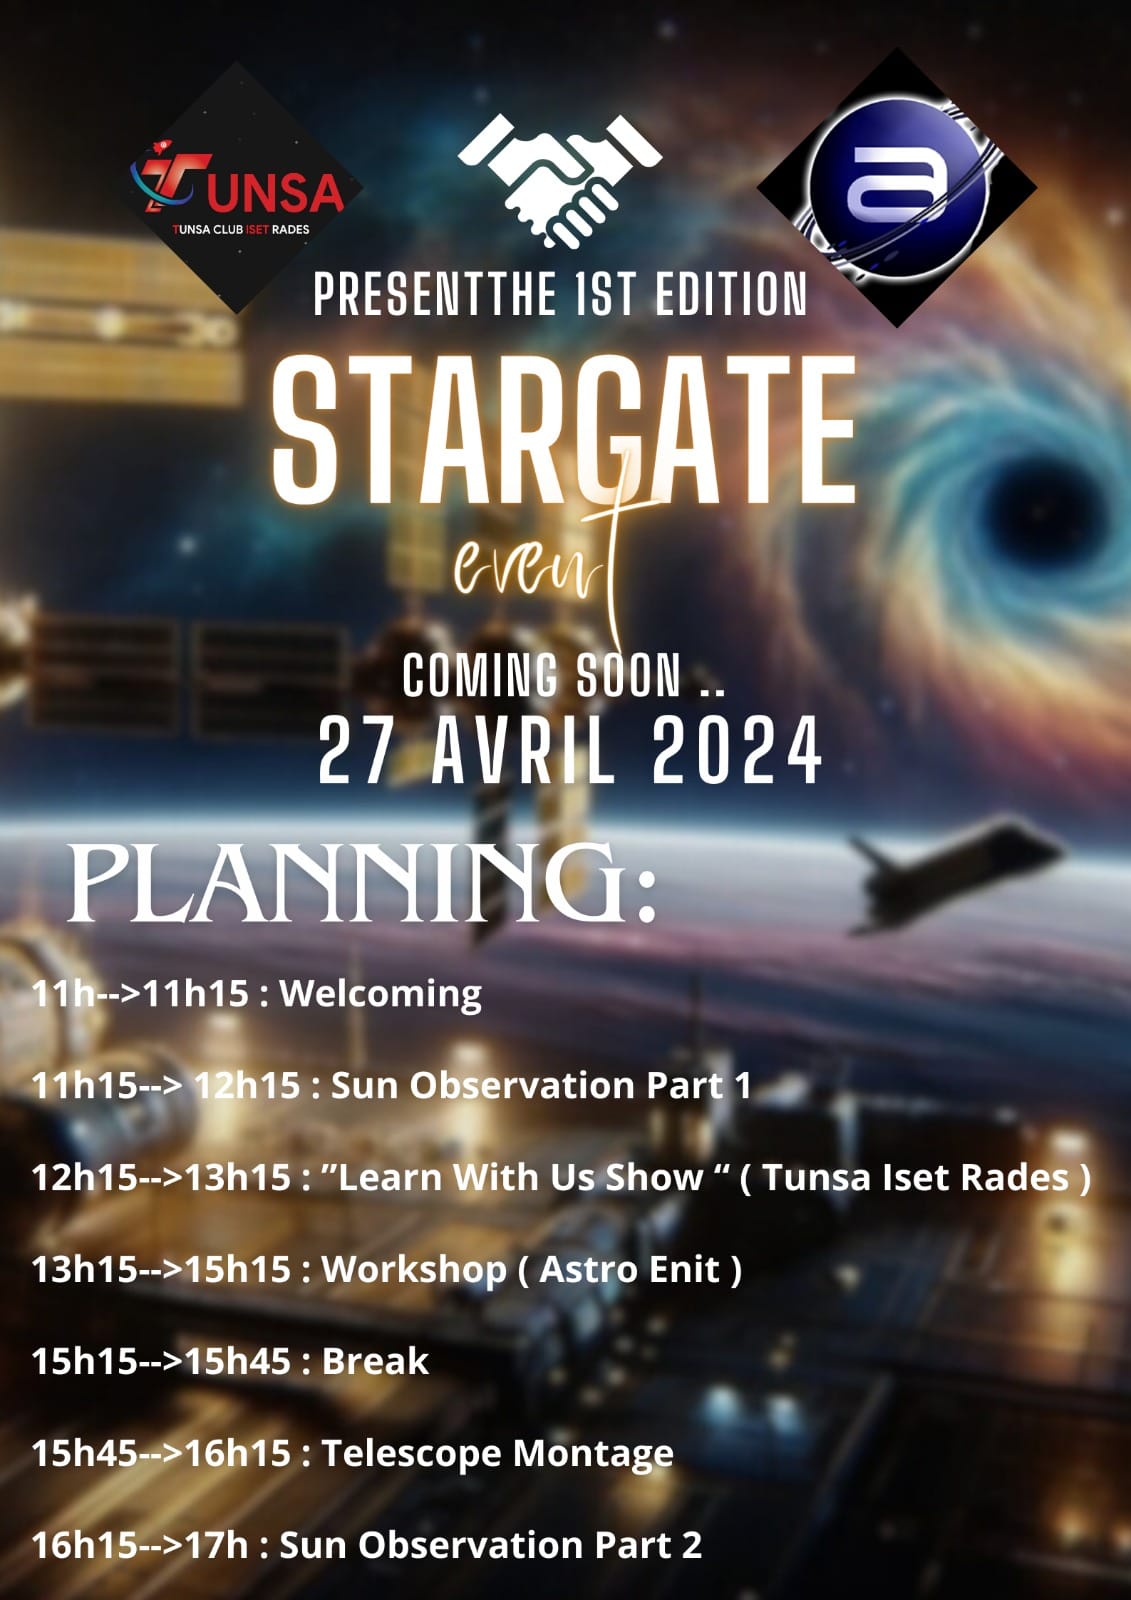 TUNSA
TUNSA CLUB ISET RADES
a
PRESENTTHE 1ST EDITION
STARGATE
event
COMING SOON ..
27 AVRIL 2024
PLANNING:
11h-->11h15 : Welcoming
11h15--> 12h15 : Sun Observation Part 1
12h15-->13h15 : ”Learn With Us Show “ ( Tunsa Iset Rades )
13h15-->15h15 : Workshop ( Astro Enit )
15h15-->15h45 : Break
15h45-->16h15 : Telescope Montage
16h15-->17h : Sun Observation Part 2